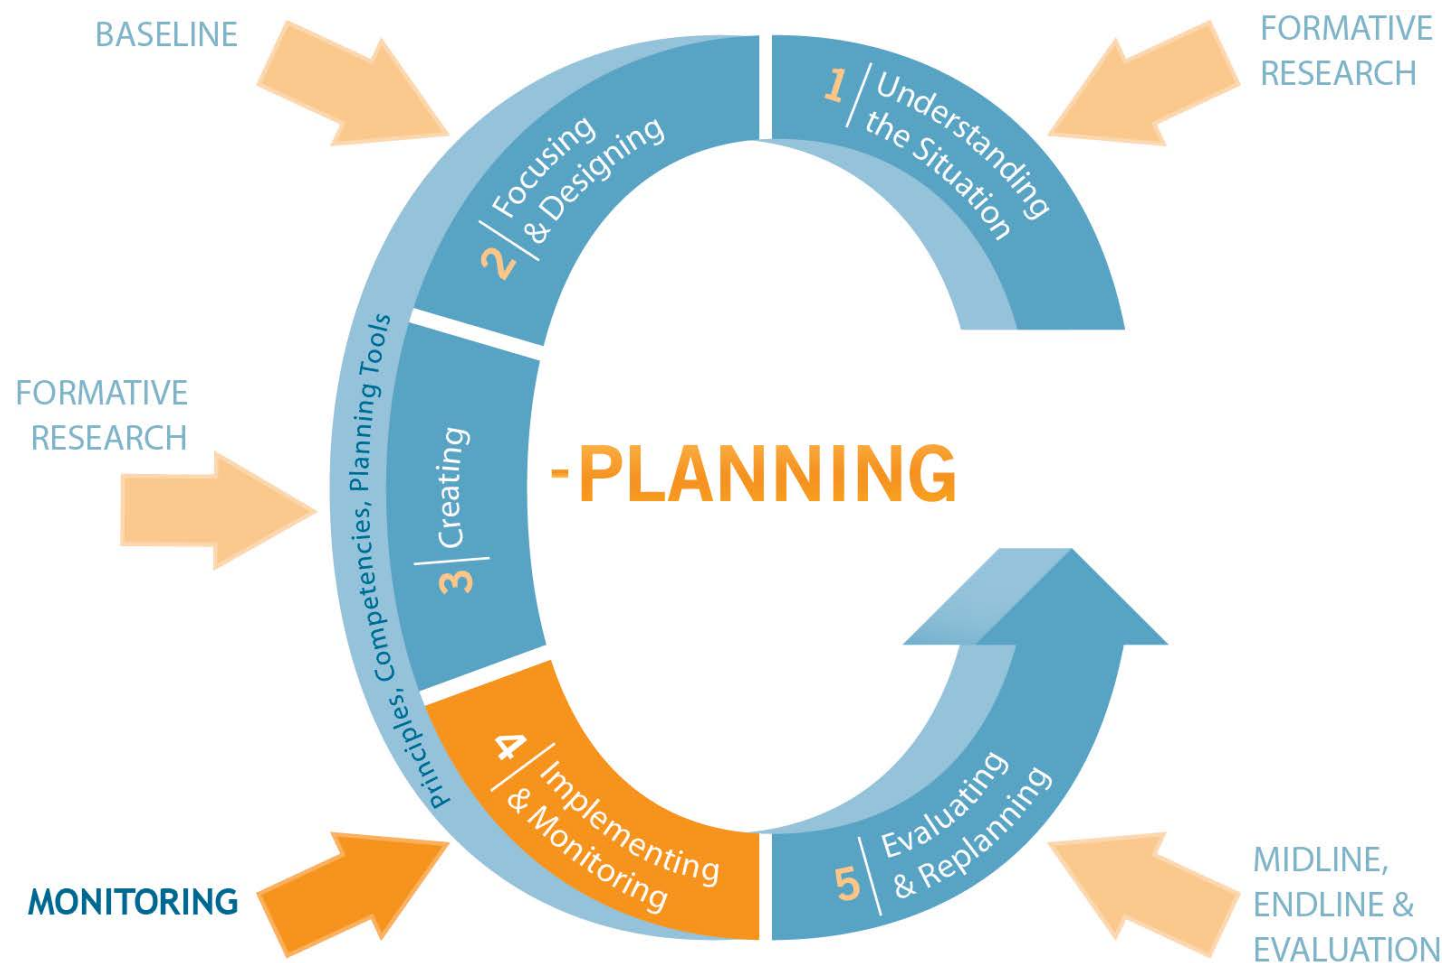 BASELINE
FORMATIVE
RESEARCH
1 Understanding
the Situation
2 Focusing
& Designing
FORMATIVE
RESEARCH
Principles, Competencies, Planning Tools
3 Creating
-PLANNING
4 Implementing
& Monitoring
MONITORING
5 Evaluating
& Replanning
MIDLINE,
ENDLINE &
EVALUATION